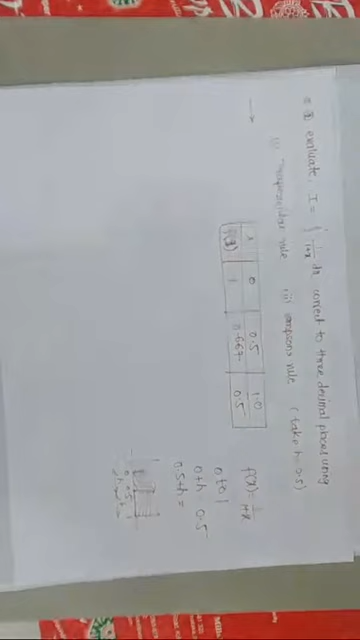 evaluate, I = ∫ 1/1+x dx correct to three decimal places using
Trapezoidal rule ii) simpsons rule (take h=0.5)
→
x 0 0.5 1.0
f(x) 1 0.667 0.5
f(x) = 1/1+x
0 to 1
0+h 0.5
0.5+h =